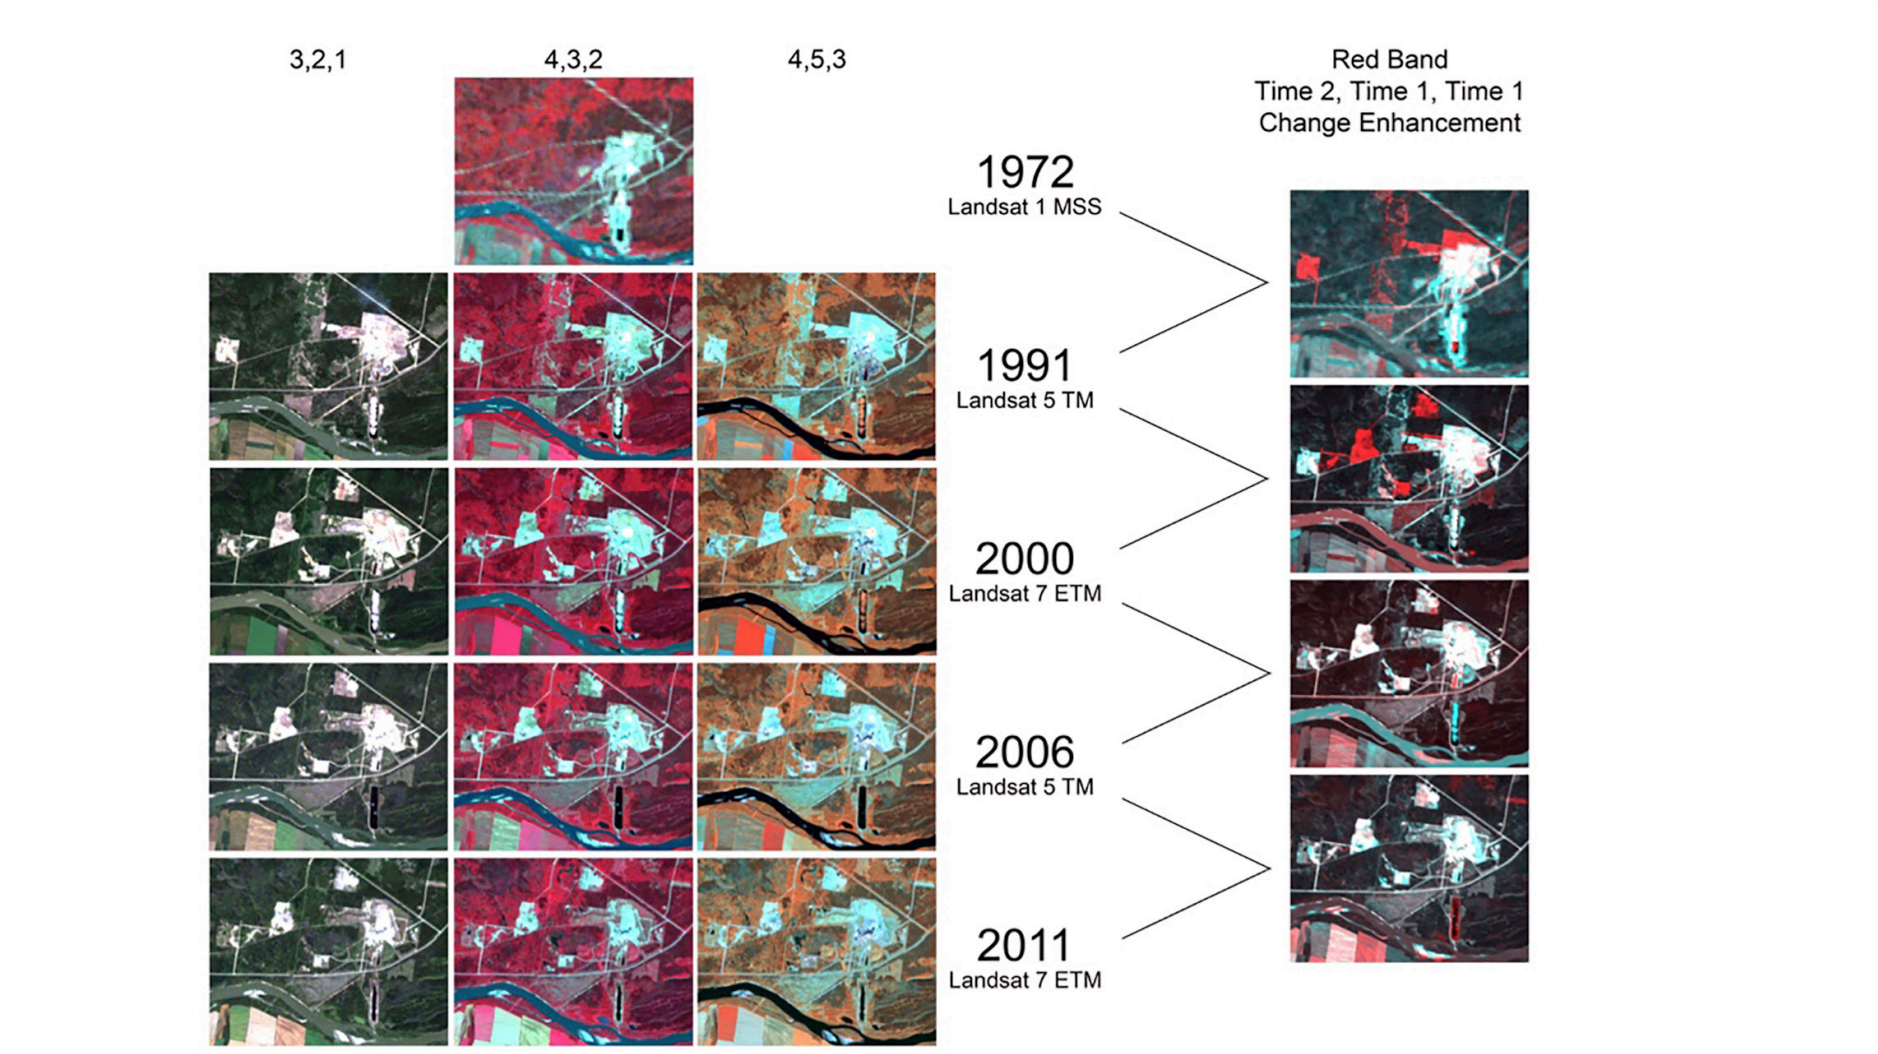 3,2,1
4,3,2
4,5,3
Red Band
Time 2, Time 1, Time 1
Change Enhancement
1972
Landsat 1 MSS
1991
Landsat 5 TM
2000
Landsat 7 ETM
2006
Landsat 5 TM
2011
Landsat 7 ETM